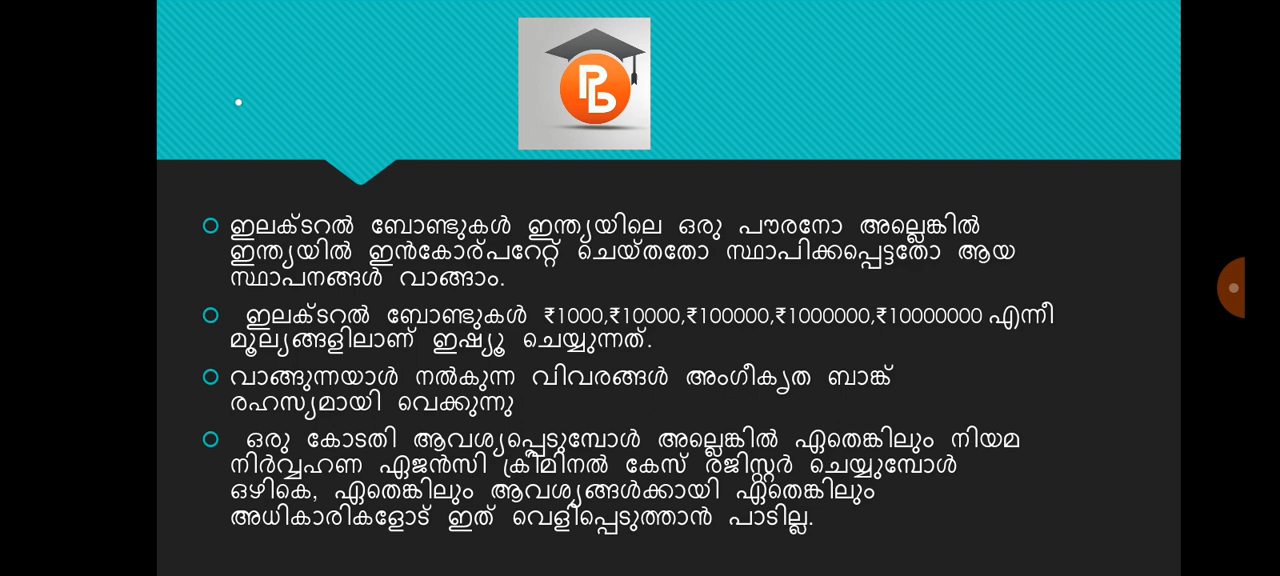 PB
ഇലക്ടറൽ ബോണ്ടുകൾ ഇന്ത്യയിലെ ഒരു പൗരനോ അല്ലെങ്കിൽ
ഇന്ത്യയിൽ ഇൻകോര്പറേറ്റ് ചെയ്തതോ സ്ഥാപിക്കപ്പെട്ടതോ ആയ
സ്ഥാപനങ്ങൾ വാങ്ങാം.
ഇലക്ടറൽ ബോണ്ടുകൾ ₹1000,₹10000,₹100000,₹1000000,₹10000000 എന്നീ
മൂല്യങ്ങളിലാണ് ഇഷ്യൂ ചെയ്യുന്നത്.
വാങ്ങുന്നയാൾ നൽകുന്ന വിവരങ്ങൾ അംഗീകൃത ബാങ്ക്
രഹസ്യമായി വെക്കുന്നു
ഒരു കോടതി ആവശ്യപ്പെടുമ്പോൾ അല്ലെങ്കിൽ ഏതെങ്കിലും നിയമ
നിർവ്വഹണ ഏജൻസി ക്രിമിനൽ കേസ് രജിസ്റ്റർ ചെയ്യുമ്പോൾ
ഒഴികെ, ഏതെങ്കിലും ആവശ്യങ്ങൾക്കായി ഏതെങ്കിലും
അധികാരികളോട് ഇത് വെളിപ്പെടുത്താൻ പാടില്ല.